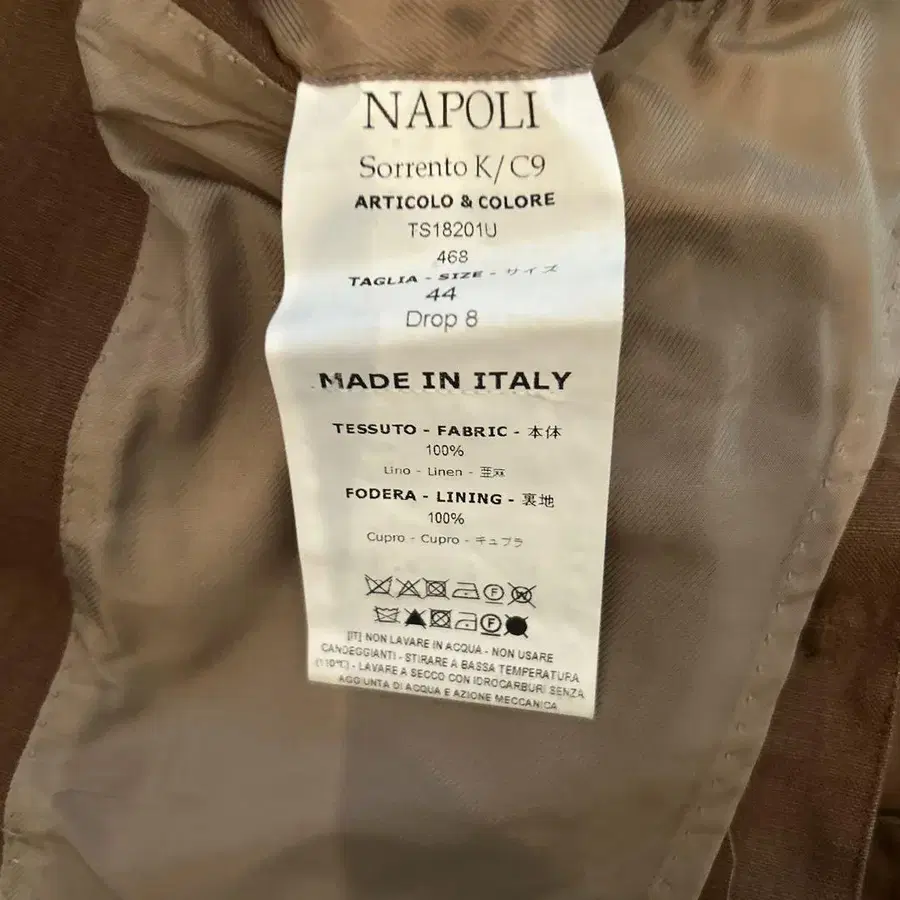 NAPOLI
Sorrento K/C9
ARTICOLO & COLORE
TS18201U
468
TAGLIA - SIZE - サイズ
44
Drop 8
MADE IN ITALY
TESSUTO - FABRIC - 本体
100%
Lino - Linen - 亜麻
FODERA - LINING - 裏地
100%
Cupro - Cupro - キュプラ
[IT] NON LAVARE IN ACQUA - NON USARE
CANDEGGIANTI - STIRARE A BASSA TEMPERATURA
(110°C) - LAVARE A SECCO CON IDROCARBURI SENZA
AGGIUNTA DI ACQUA E AZIONE MECCANICA